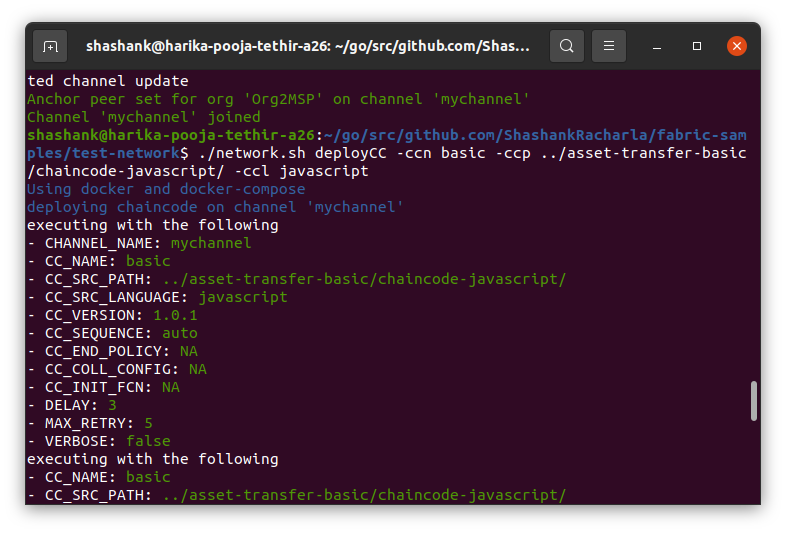 shashank@harika-pooja-tethir-a26: ~/go/src/github.com/Shas...
ted channel update
Anchor peer set for org 'Org2MSP' on channel 'mychannel'
Channel 'mychannel' joined
shashank@harika-pooja-tethir-a26:~/go/src/github.com/ShashankRacharla/fabric-sam
ples/test-network$ ./network.sh deployCC -ccn basic -ccp ../asset-transfer-basic
/chaincode-javascript/ -ccl javascript
Using docker and docker-compose
deploying chaincode on channel 'mychannel'
executing with the following
- CHANNEL_NAME: mychannel
- CC_NAME: basic
- CC_SRC_PATH: ../asset-transfer-basic/chaincode-javascript/
- CC_SRC_LANGUAGE: javascript
- CC_VERSION: 1.0.1
- CC_SEQUENCE: auto
- CC_END_POLICY: NA
- CC_COLL_CONFIG: NA
- CC_INIT_FCN: NA
- DELAY: 3
- MAX_RETRY: 5
- VERBOSE: false
executing with the following
- CC_NAME: basic
- CC_SRC_PATH: ../asset-transfer-basic/chaincode-javascript/